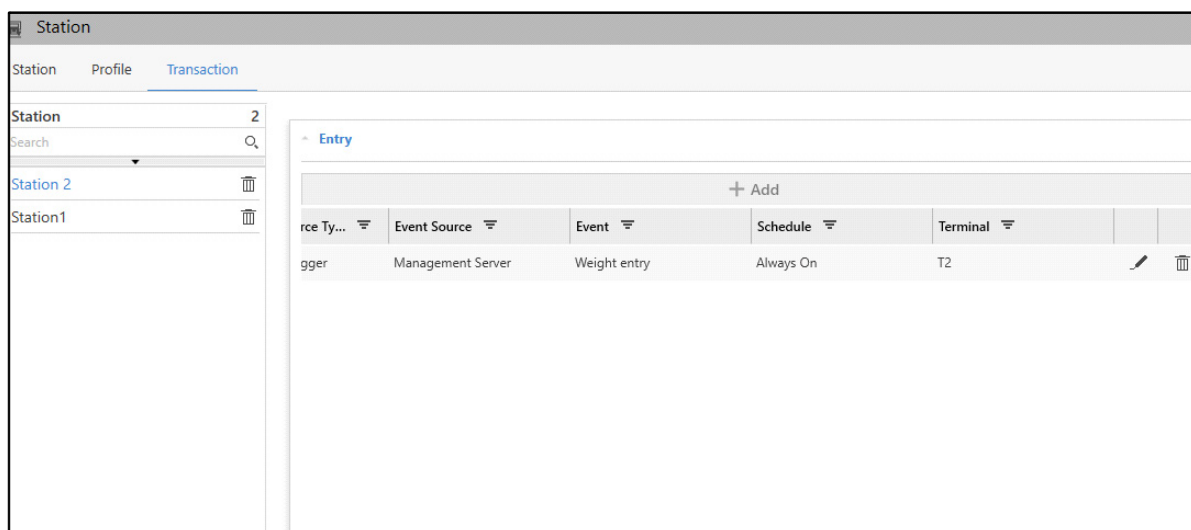 Station
Station Profile Transaction
Station 2
Search
Entry
Station 2
Station1
+ Add
rce Ty... Event Source Event Schedule Terminal
gger Management Server Weight entry Always On T2